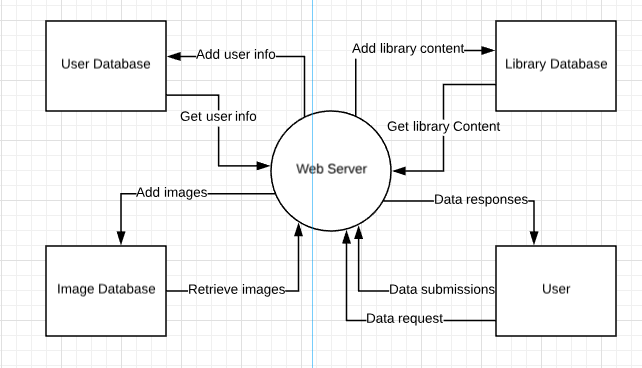 Add library content
Add user info
User Database
Library Database
Get user info
Get library Content
Web Server
Add images
Data responses
Image Database
Retrieve images
Data submissions
User
Data request